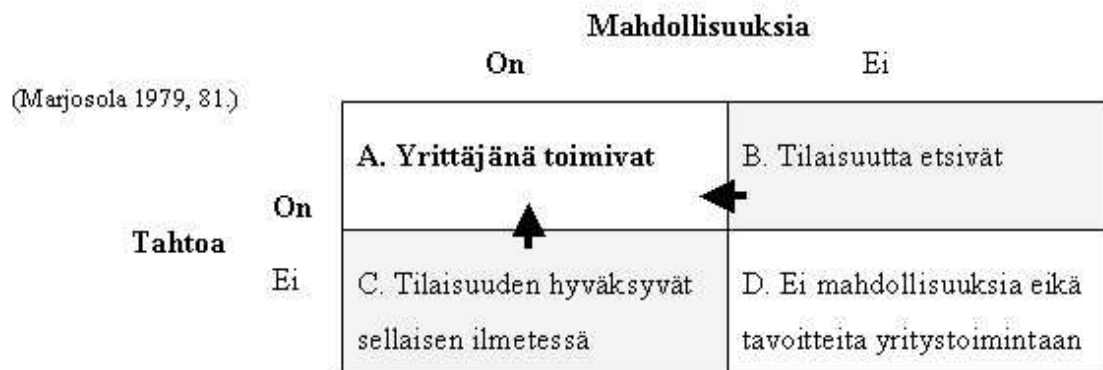 Mahdollisuuksia
On Ei
(Marjosola 1979, 81.)
A. Yrittäjänä toimivat
B. Tilaisuutta etsivät
On
Tahtoa
Ei
C. Tilaisuuden hyväksyvät
sellaisen ilmetessä
D. Ei mahdollisuuksia eikä
tavoitteita yritystoimintaan